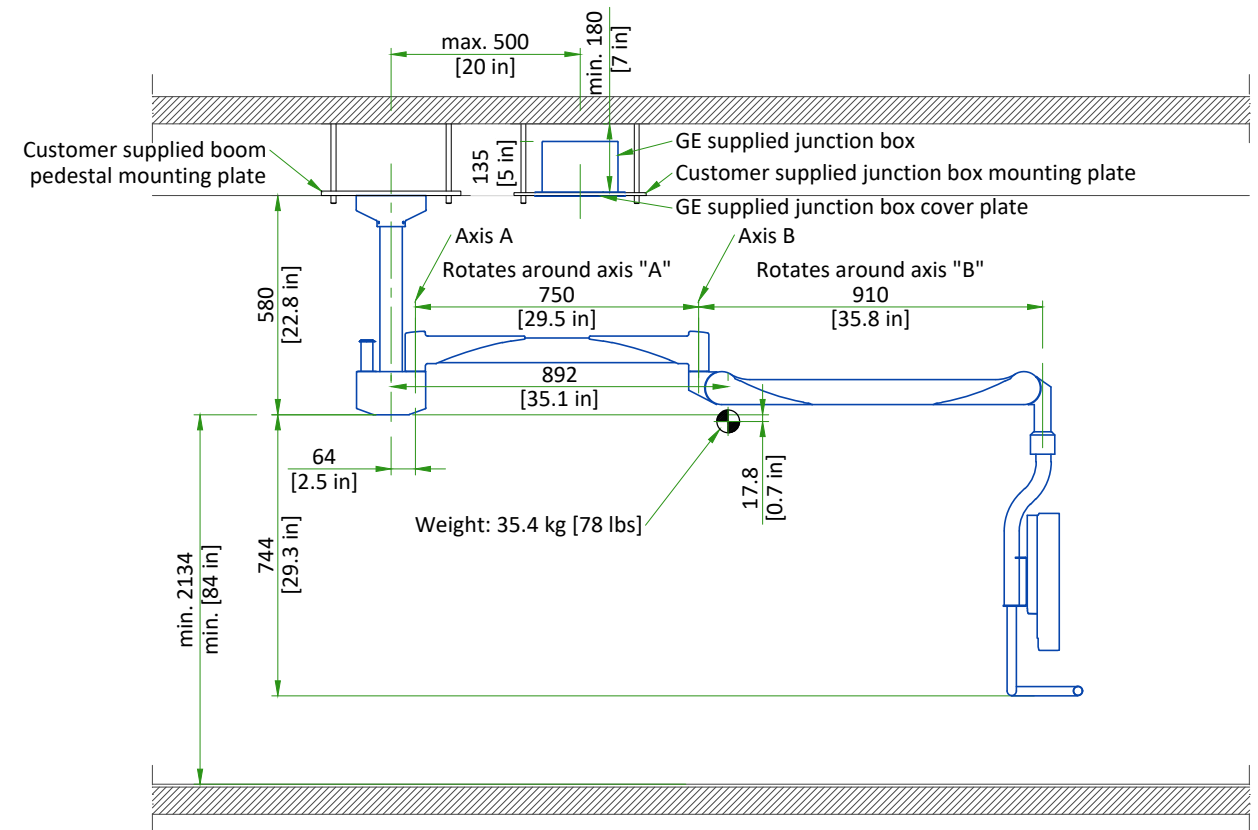 max. 500
[20 in]
min. 180
[7 in]
Customer supplied boom
pedestal mounting plate
135
[5 in]
GE supplied junction box
Customer supplied junction box mounting plate
GE supplied junction box cover plate
Axis A
Axis B
Rotates around axis "A"
Rotates around axis "B"
580
[22.8 in]
750
[29.5 in]
910
[35.8 in]
892
[35.1 in]
64
[2.5 in]
17.8
[0.7 in]
Weight: 35.4 kg [78 lbs]
744
[29.3 in]
min. 2134
min. [84 in]